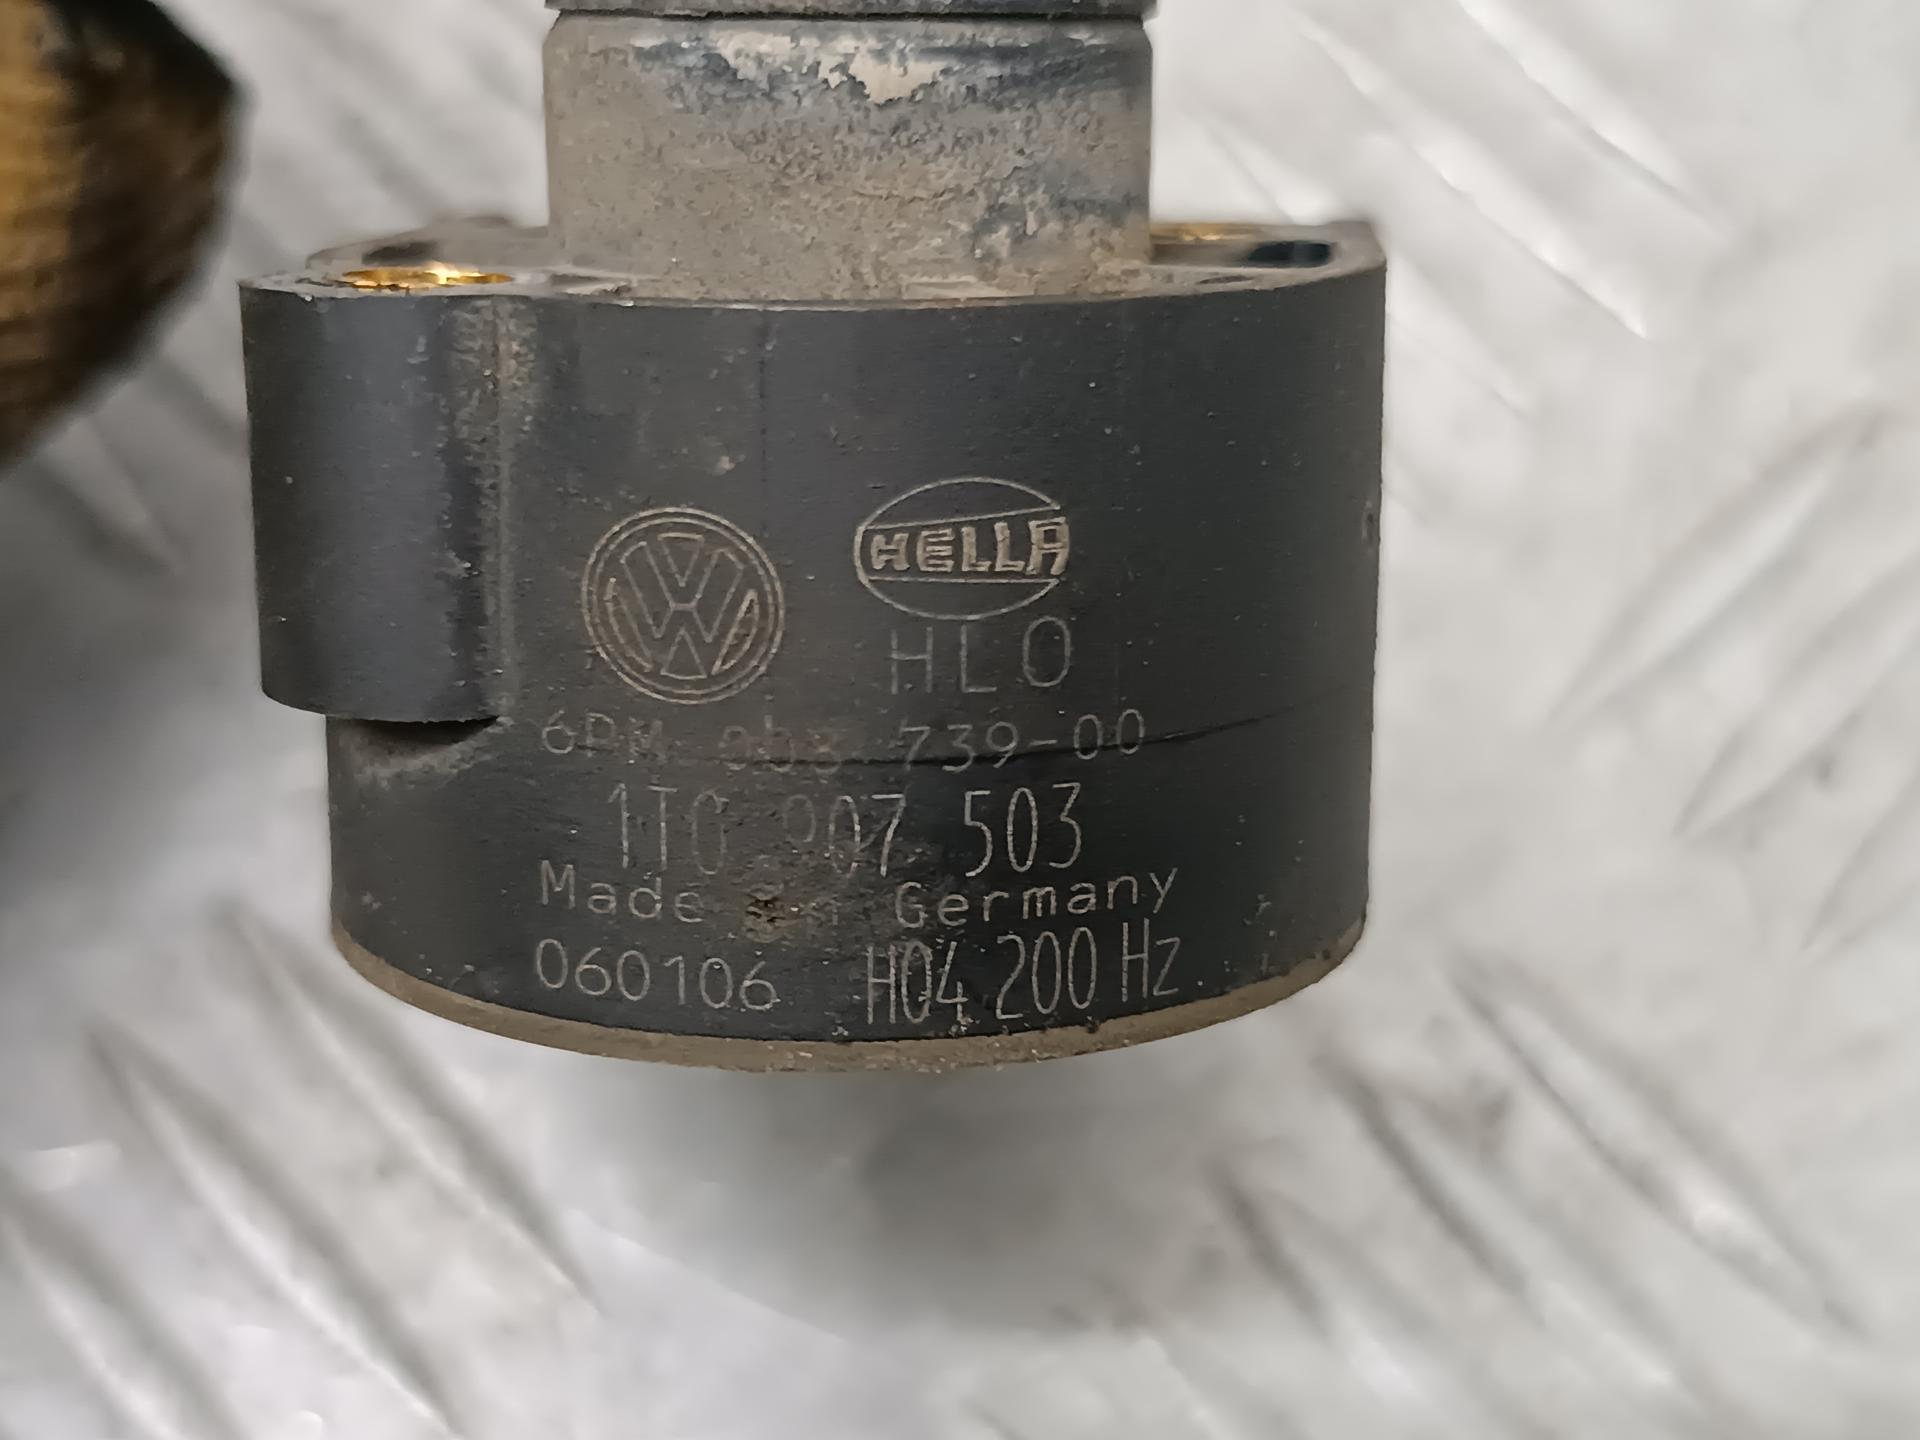 HELLA
HLO
6PM 008 739-00
1T0 907 503
Made in Germany
060106 H04 200 Hz